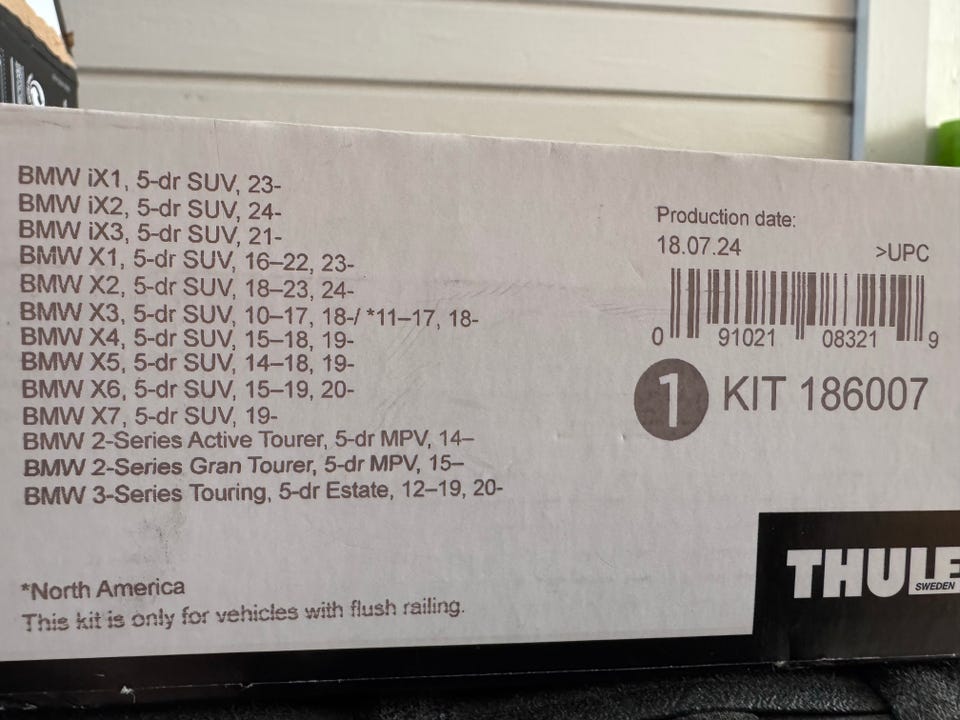 BMW iX1, 5-dr SUV, 23-
BMW iX2, 5-dr SUV, 24-
BMW iX3, 5-dr SUV, 21-
BMW X1, 5-dr SUV, 16–22, 23-
BMW X2, 5-dr SUV, 18–23, 24-
BMW X3, 5-dr SUV, 10–17, 18-/ *11–17, 18-
BMW X4, 5-dr SUV, 15–18, 19-
BMW X5, 5-dr SUV, 14–18, 19-
BMW X6, 5-dr SUV, 15–19, 20-
BMW X7, 5-dr SUV, 19-
BMW 2-Series Active Tourer, 5-dr MPV, 14–
BMW 2-Series Gran Tourer, 5-dr MPV, 15–
BMW 3-Series Touring, 5-dr Estate, 12–19, 20-
*North America
This kit is only for vehicles with flush railing.
Production date:
18.07.24 >UPC
0 91021 08321 9
1 KIT 186007
THULE
SWEDEN